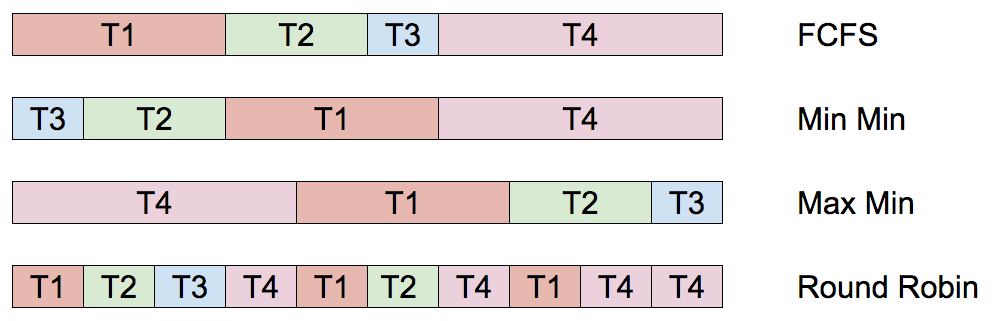 T1 T2 T3 T4 FCFS
T3 T2 T1 T4 Min Min
T4 T1 T2 T3 Max Min
T1 T2 T3 T4 T1 T2 T4 T1 T4 T4 Round Robin